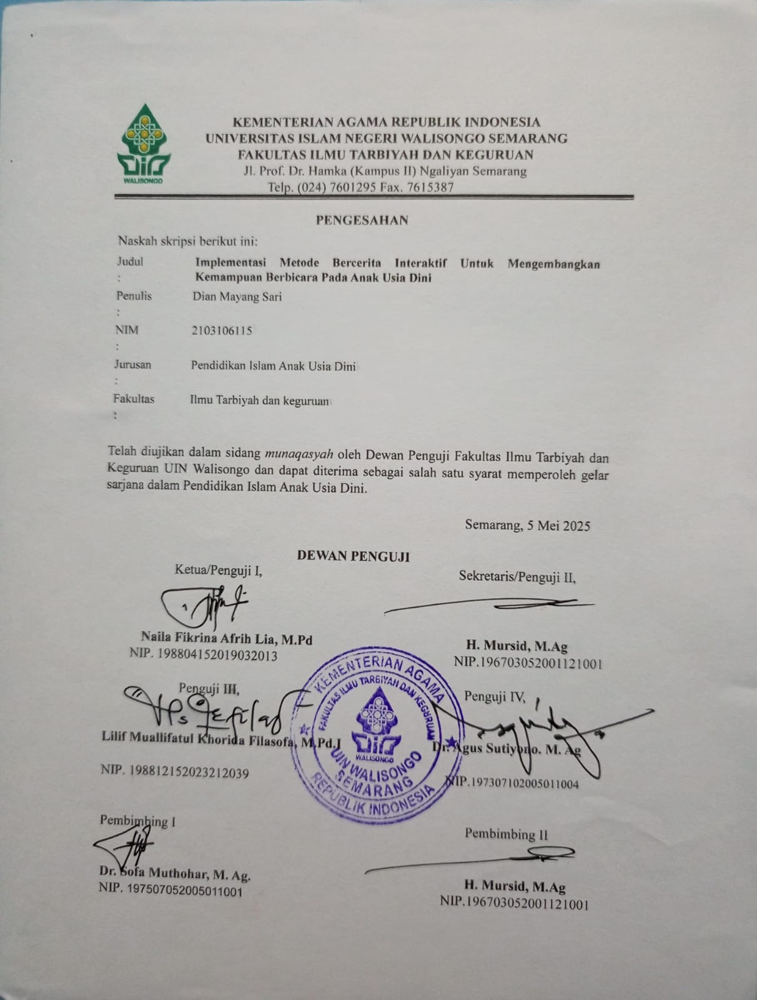 KEMENTERIAN AGAMA REPUBLIK INDONESIA
UNIVERSITAS ISLAM NEGERI WALISONGO SEMARANG
FAKULTAS ILMU TARBIYAH DAN KEGURUAN
Jl. Prof. Dr. Hamka (Kampus II) Ngaliyan Semarang
Telp. (024) 7601295 Fax. 7615387
UIN
WALISONGO
PENGESAHAN
Naskah skripsi berikut ini:
Judul : Implementasi Metode Bercerita Interaktif Untuk Mengembangkan
Kemampuan Berbicara Pada Anak Usia Dini
Penulis : Dian Mayang Sari
NIM : 2103106115
Jurusan : Pendidikan Islam Anak Usia Dini
Fakultas : Ilmu Tarbiyah dan keguruan
Telah diujikan dalam sidang munaqasyah oleh Dewan Penguji Fakultas Ilmu Tarbiyah dan
Keguruan UIN Walisongo dan dapat diterima sebagai salah satu syarat memperoleh gelar
sarjana dalam Pendidikan Islam Anak Usia Dini.
Semarang, 5 Mei 2025
DEWAN PENGUJI
Ketua/Penguji I,
Sekretaris/Penguji II,
Naila Fikrina Afrih Lia, M.Pd
NIP. 198804152019032013
H. Mursid, M.Ag
NIP.196703052001121001
Penguji III,
Penguji IV,
Lilif Muallifatul Khorida Filasofa, M.Pd.I
NIP. 198812152023212039
Dr. Agus Sutiyono. M. Ag
NIP.197307102005011004
KEMENTERIAN AGAMA
FAKULTAS ILMU TARBIYAH DAN KEGURUAN
UIN
WALISONGO
UIN WALISONGO
SEMARANG
REPUBLIK INDONESIA
Pembimbing I
Pembimbing II
Dr. Sofa Muthohar, M. Ag.
NIP. 197507052005011001
H. Mursid, M.Ag
NIP.196703052001121001